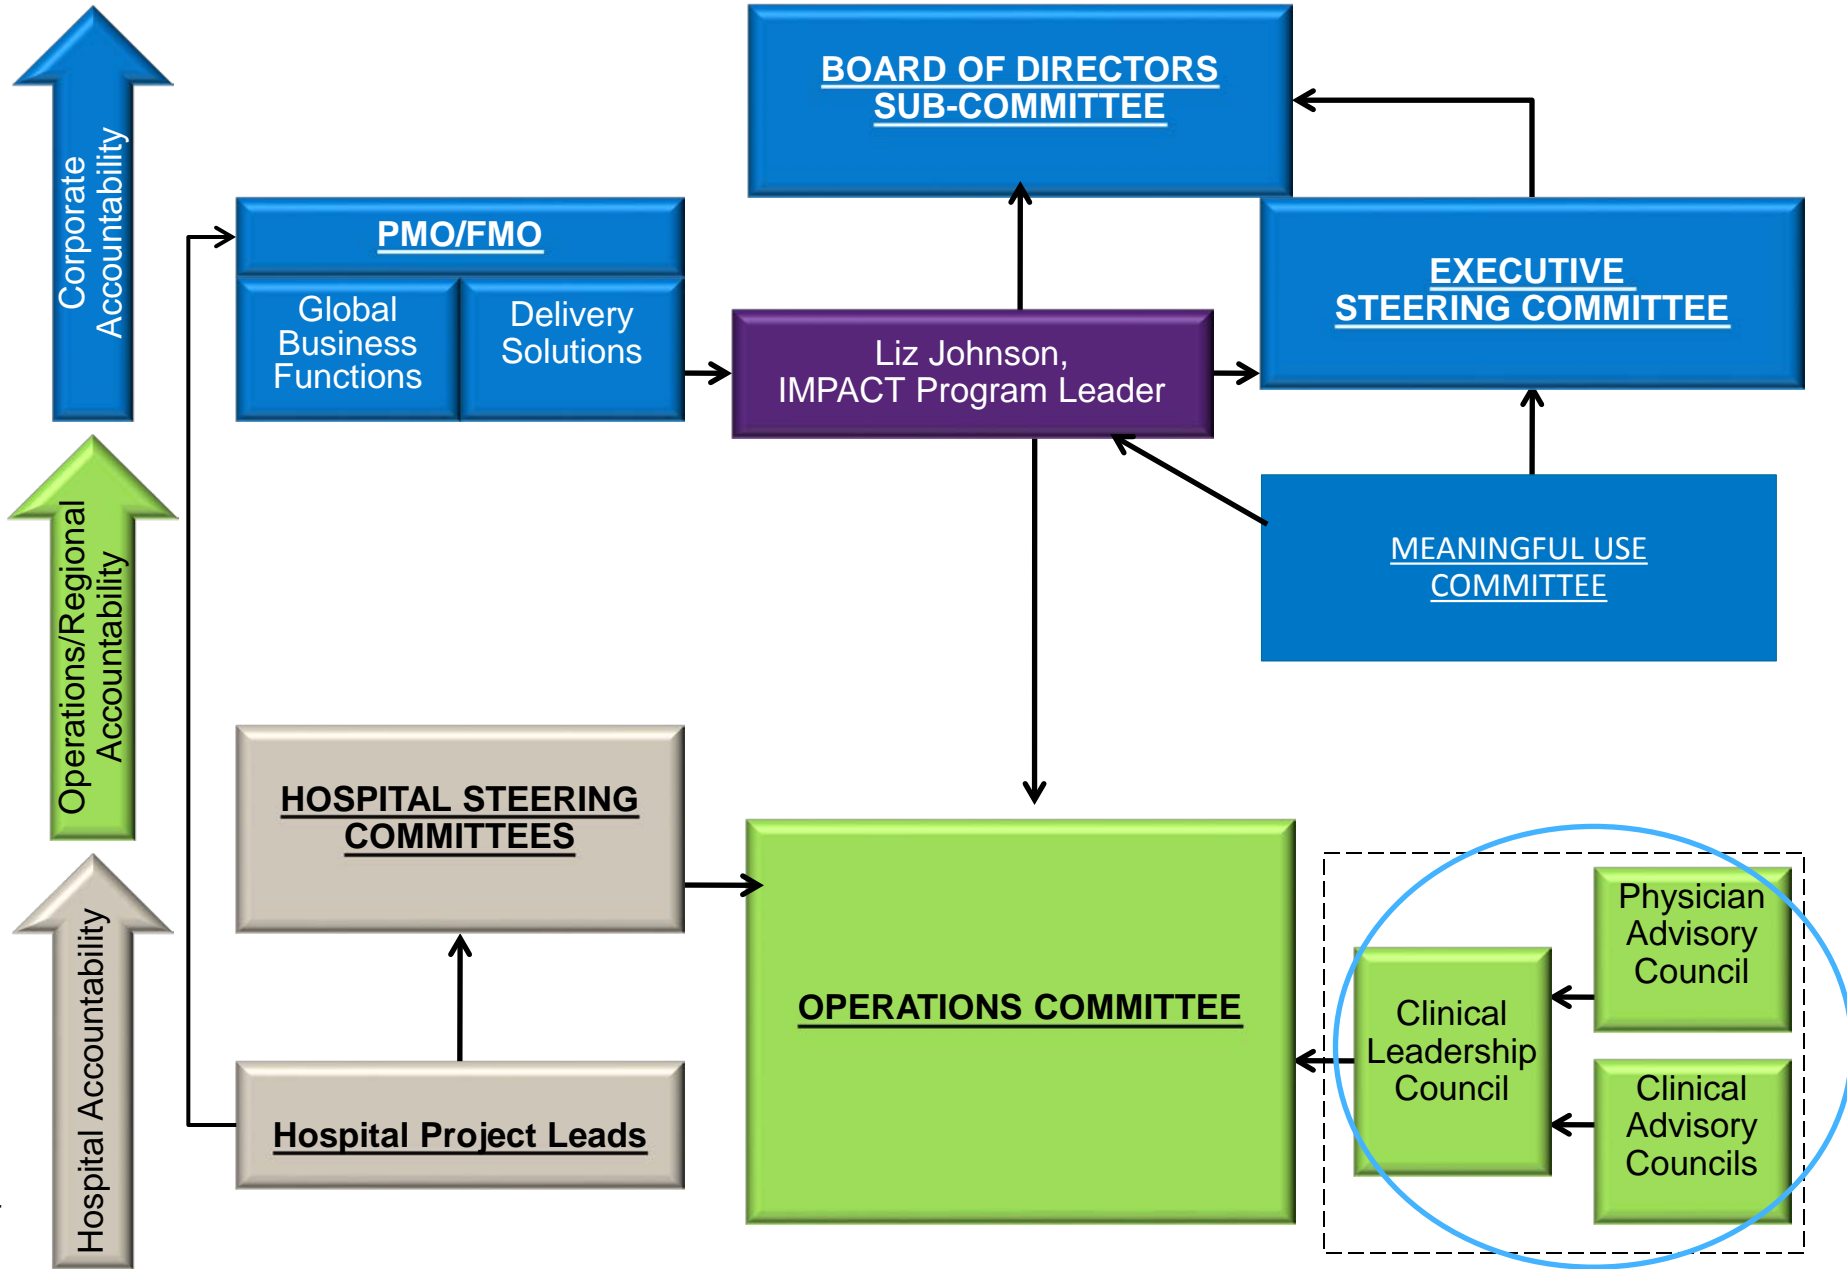 Corporate
Accountability
Operations/Regional
Accountability
Hospital Accountability
BOARD OF DIRECTORS
SUB-COMMITTEE
PMO/FMO
Global
Business
Functions
Delivery
Solutions
Liz Johnson,
IMPACT Program Leader
EXECUTIVE
STEERING COMMITTEE
MEANINGFUL USE
COMMITTEE
HOSPITAL STEERING
COMMITTEES
Hospital Project Leads
OPERATIONS COMMITTEE
Clinical
Leadership
Council
Physician
Advisory
Council
Clinical
Advisory
Councils